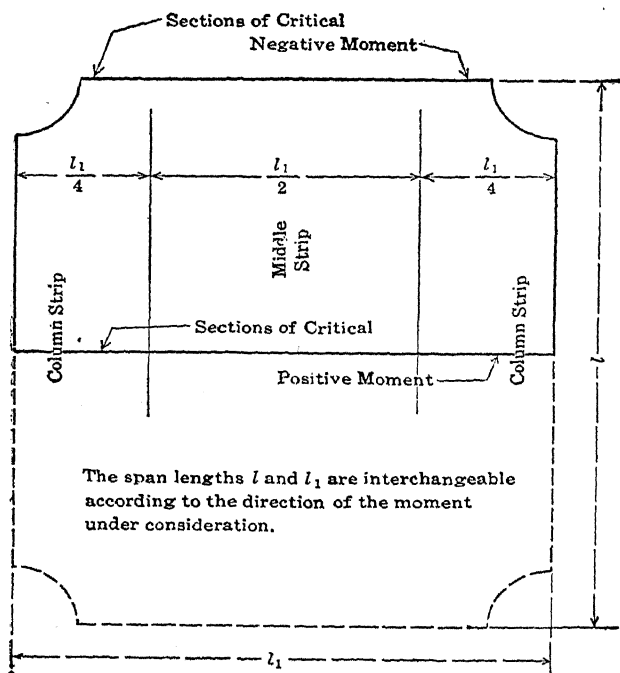 Sections of Critical
Negative Moment
l₁/4
l₁/2
l₁/4
Middle
Strip
Column Strip
Column Strip
Sections of Critical
Positive Moment
l
The span lengths l and l₁ are interchangeable
according to the direction of the moment
under consideration.
l₁